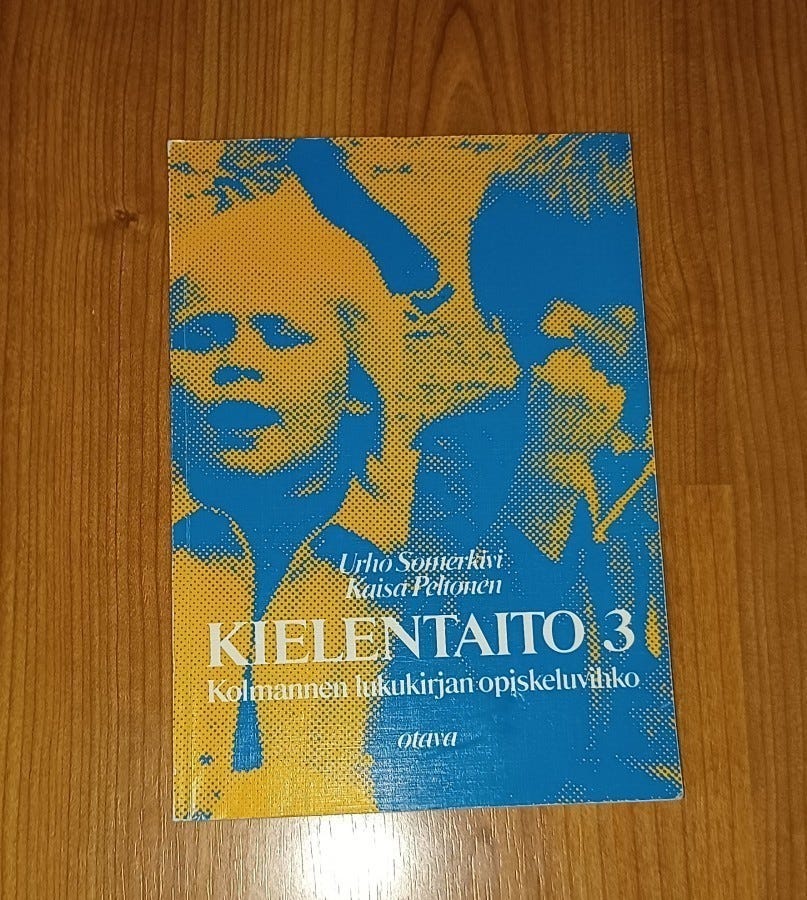 Urho Somerkivi
Kaisa Peltonen
KIELENTAITO 3
Kolmannen lukukirjan opiskeluvihko
otava